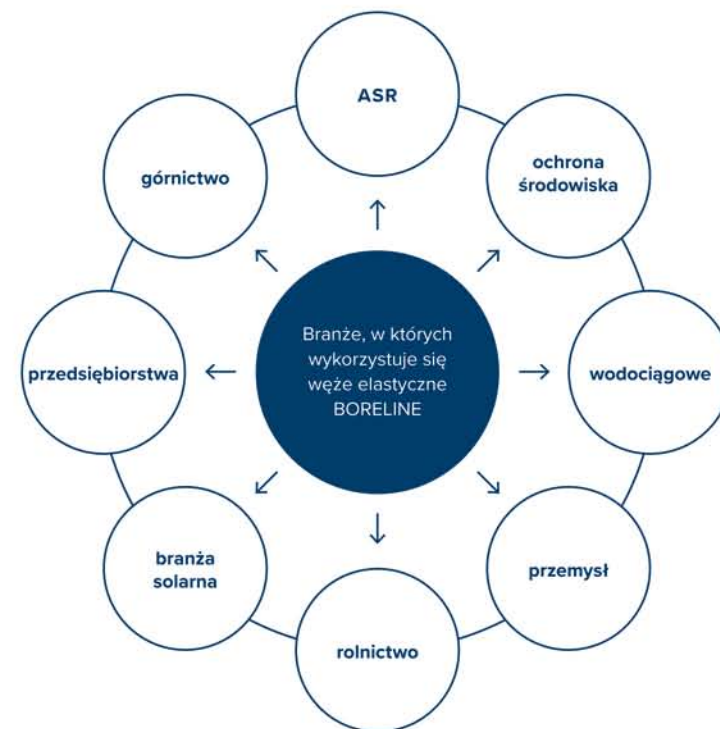 ASR
ochrona
środowiska
górnictwo
Branże, w których
wykorzystuje się
węże elastyczne
BORELINE
przedsiębiorstwa
wodociągowe
branża
solarna
przemysł
rolnictwo